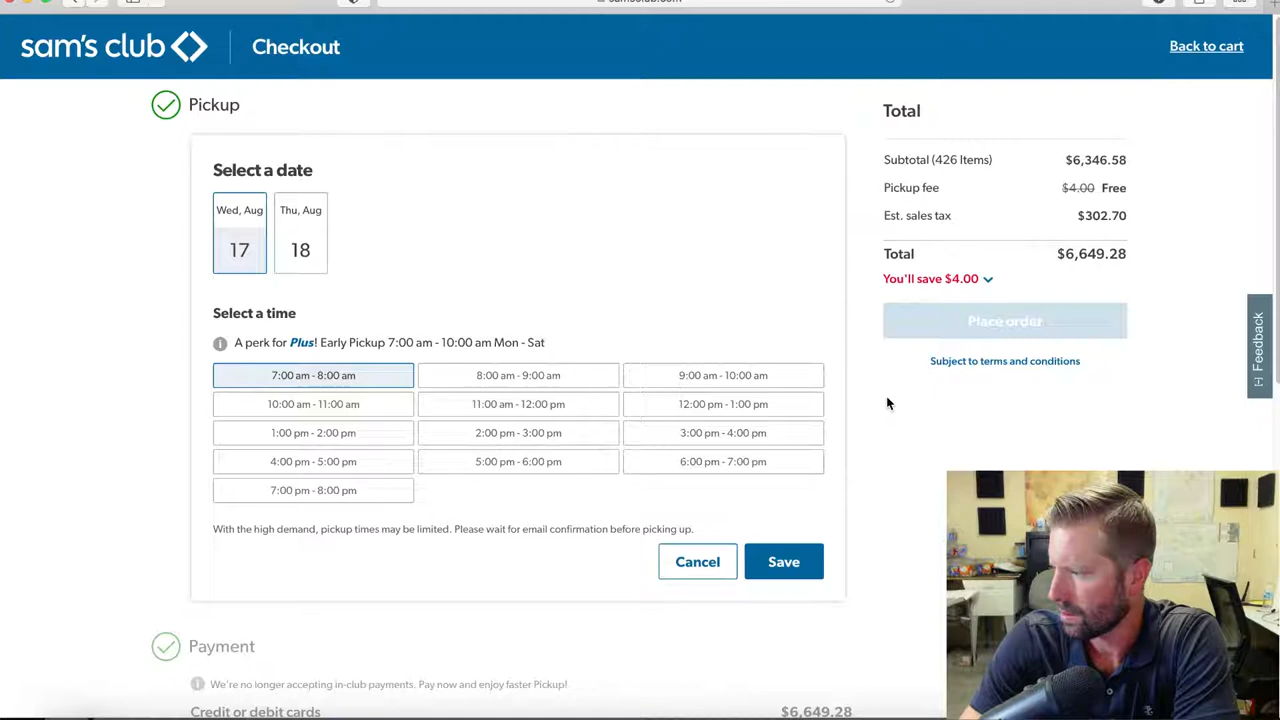 samsclub.com
sam's club
Checkout
Back to cart
Pickup
Select a date
Wed, Aug
17
Thu, Aug
18
Select a time
A perk for Plus! Early Pickup 7:00 am - 10:00 am Mon - Sat
7:00 am - 8:00 am
8:00 am - 9:00 am
9:00 am - 10:00 am
10:00 am - 11:00 am
11:00 am - 12:00 pm
12:00 pm - 1:00 pm
1:00 pm - 2:00 pm
2:00 pm - 3:00 pm
3:00 pm - 4:00 pm
4:00 pm - 5:00 pm
5:00 pm - 6:00 pm
6:00 pm - 7:00 pm
7:00 pm - 8:00 pm
With the high demand, pickup times may be limited. Please wait for email confirmation before picking up.
Cancel
Save
Payment
We're no longer accepting in-club payments. Pay now and enjoy faster Pickup!
Credit or debit cards
$6,649.28
Total
Subtotal (426 Items)
$6,346.58
Pickup fee
$4.00 Free
Est. sales tax
$302.70
Total
$6,649.28
You'll save $4.00
Place order
Subject to terms and conditions
[-] Feedback